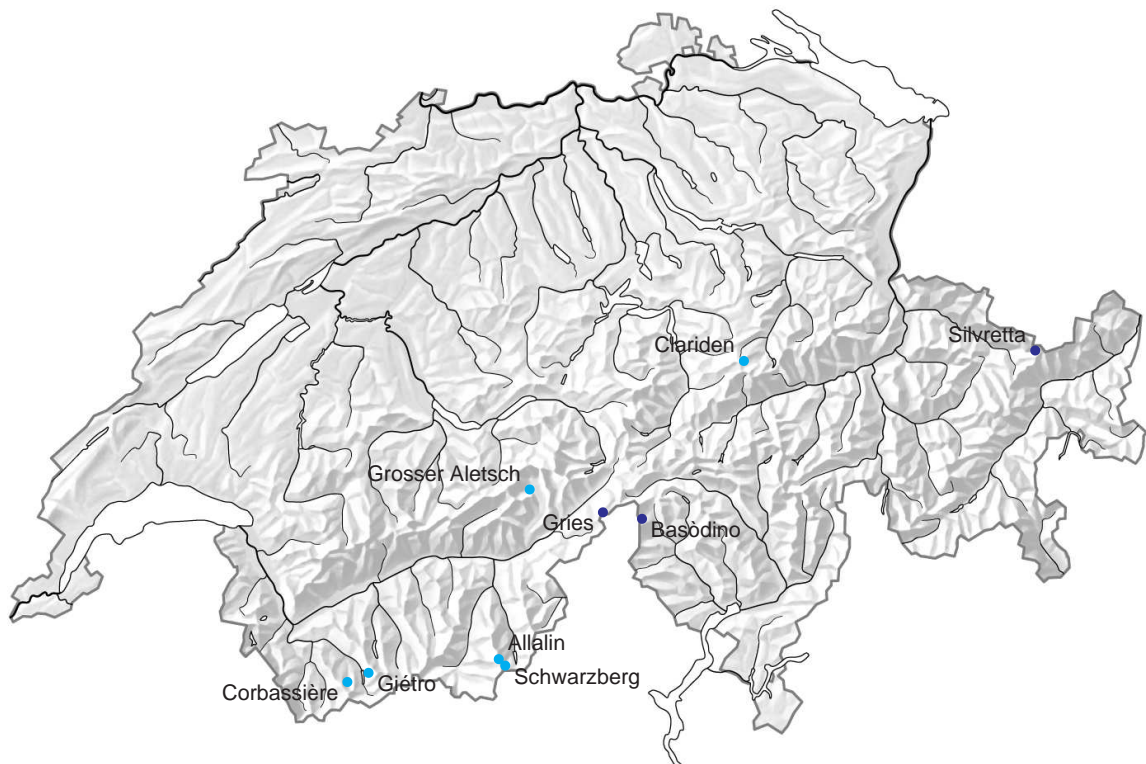 Clariden
Silvretta
Grosser Aletsch
Gries
Basòdino
Allalin
Schwarzberg
Giétro
Corbassière